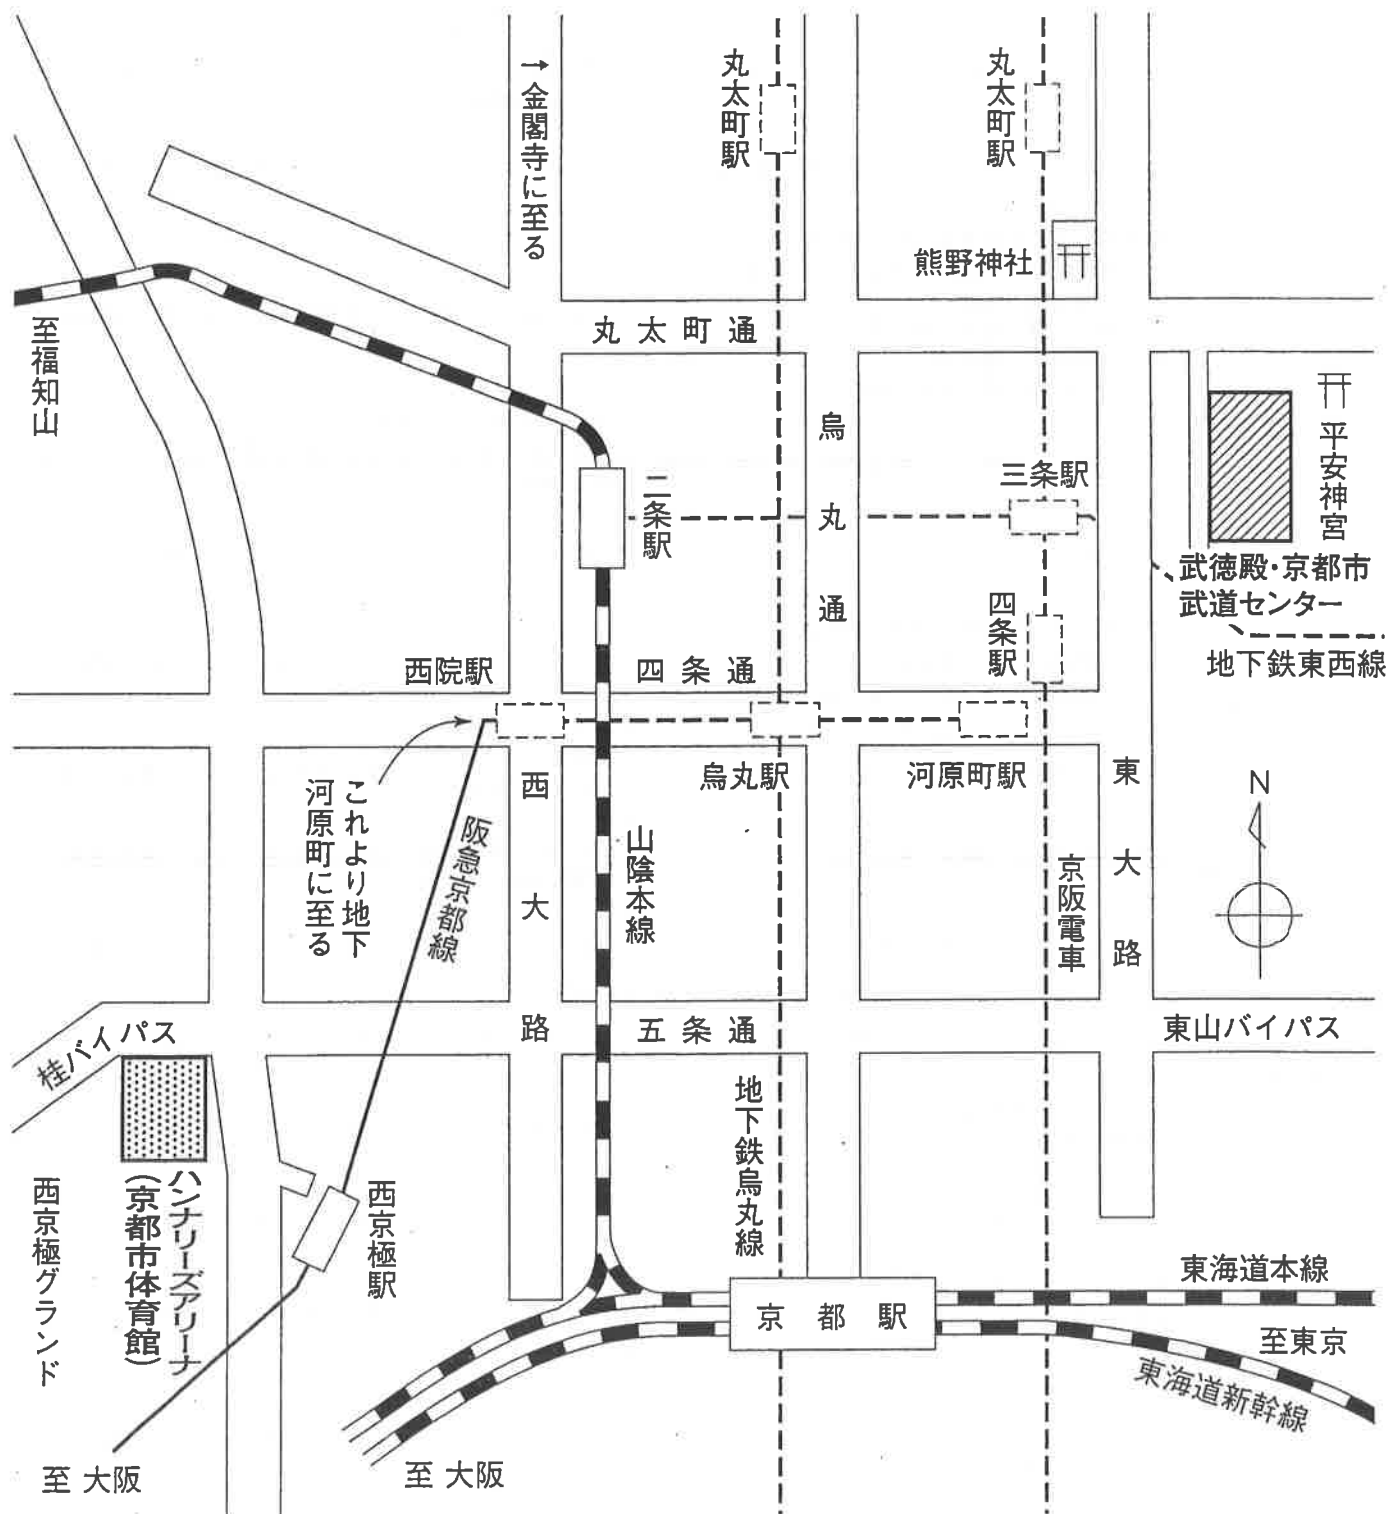 →金閣寺に至る
丸太町駅
丸太町駅
熊野神社
至福知山
丸太町通
烏丸通
三条駅
二条駅
平安神宮
武徳殿・京都市
武道センター
地下鉄東西線
四条駅
西院駅
四条通
烏丸駅
河原町駅
これより地下
河原町に至る
阪急京都線
西大路
山陰本線
京阪電車
東大路
N
桂バイパス
五条通
東山バイパス
地下鉄烏丸線
ハンナリーズアリーナ
(京都市体育館)
西京極グランド
西京極駅
京都駅
東海道本線
至東京
東海道新幹線
至 大阪
至 大阪